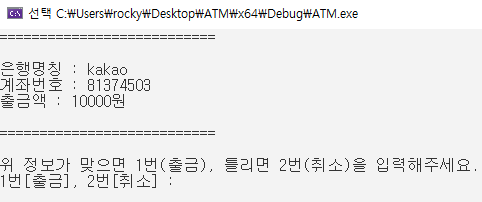 선택 C:₩Users₩rocky₩Desktop₩ATM₩x64₩Debug₩ATM.exe
===========================
은행명칭 : kakao
계좌번호 : 81374503
출금액 : 10000원
===========================
위 정보가 맞으면 1번(출금), 틀리면 2번(취소)을 입력해주세요.
1번[출금], 2번[취소] :